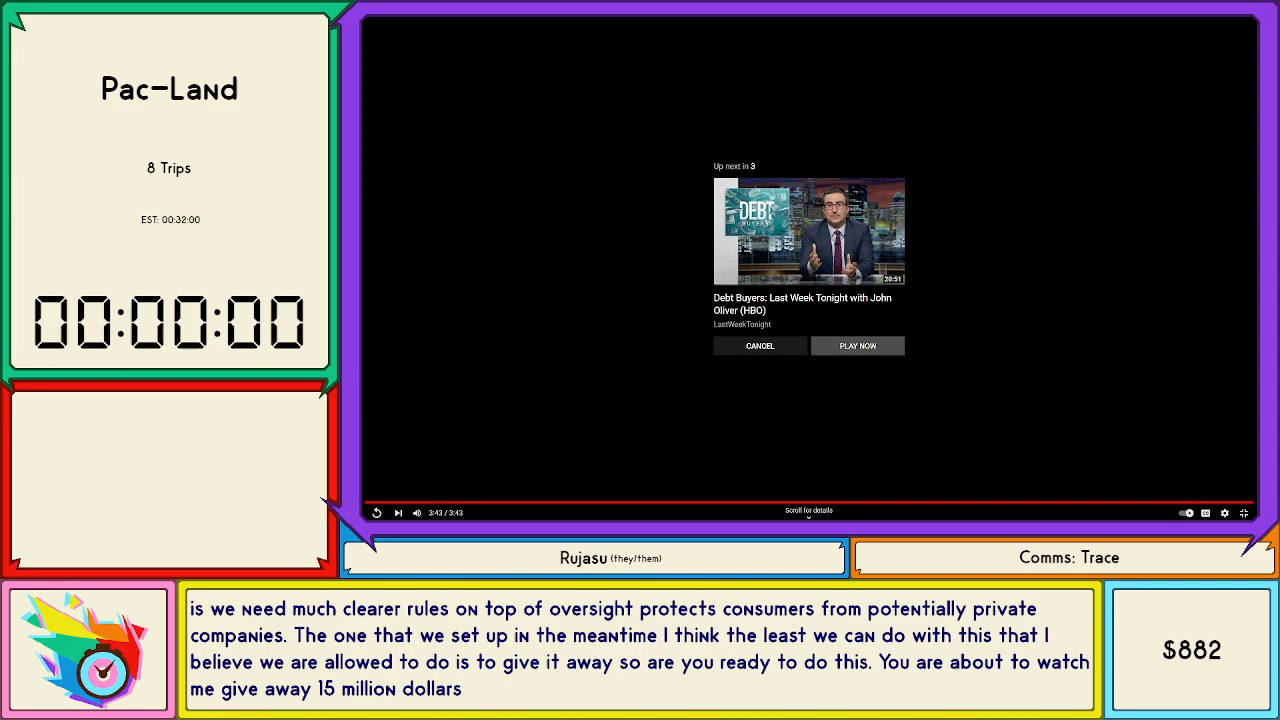 Pac-Land
8 Trips
EST: 00:32:00
00:00:00
Up next in 3
DEBT
BUYERS
20:51
Debt Buyers: Last Week Tonight with John
Oliver (HBO)
LastWeekTonight
CANCEL
PLAY NOW
3:43 / 3:43
Scroll for details
Rujasu (they/them)
Comms: Trace
is we need much clearer rules on top of oversight protects consumers from potentially private
companies. The one that we set up in the meantime I think the least we can do with this that I
believe we are allowed to do is to give it away so are you ready to do this. You are about to watch
me give away 15 million dollars
$882